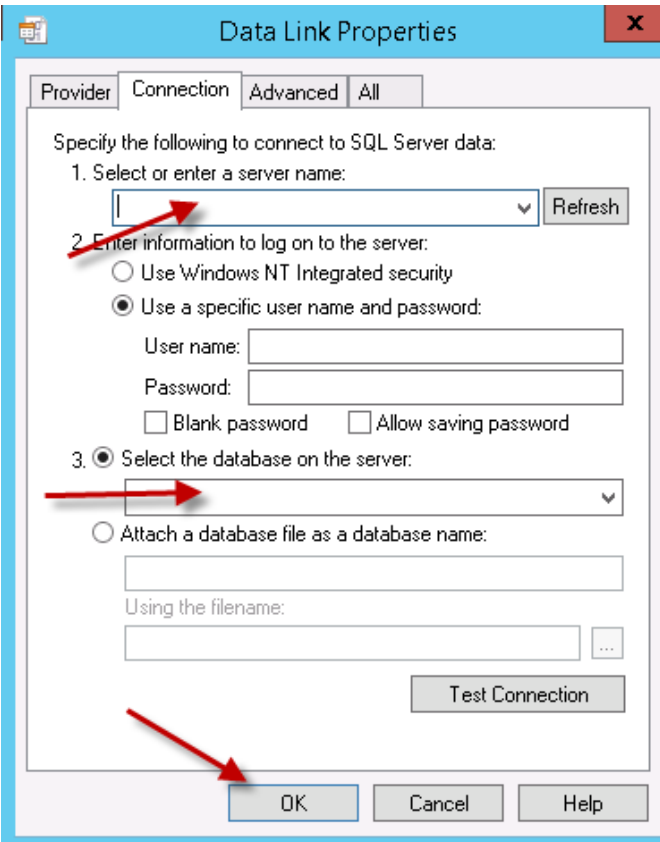 Data Link Properties
x
Provider Connection Advanced All
Specify the following to connect to SQL Server data:
1. Select or enter a server name:
Refresh
2. Enter information to log on to the server:
Use Windows NT Integrated security
Use a specific user name and password:
User name:
Password:
Blank password Allow saving password
3. Select the database on the server:
Attach a database file as a database name:
Using the filename:
...
Test Connection
OK Cancel Help